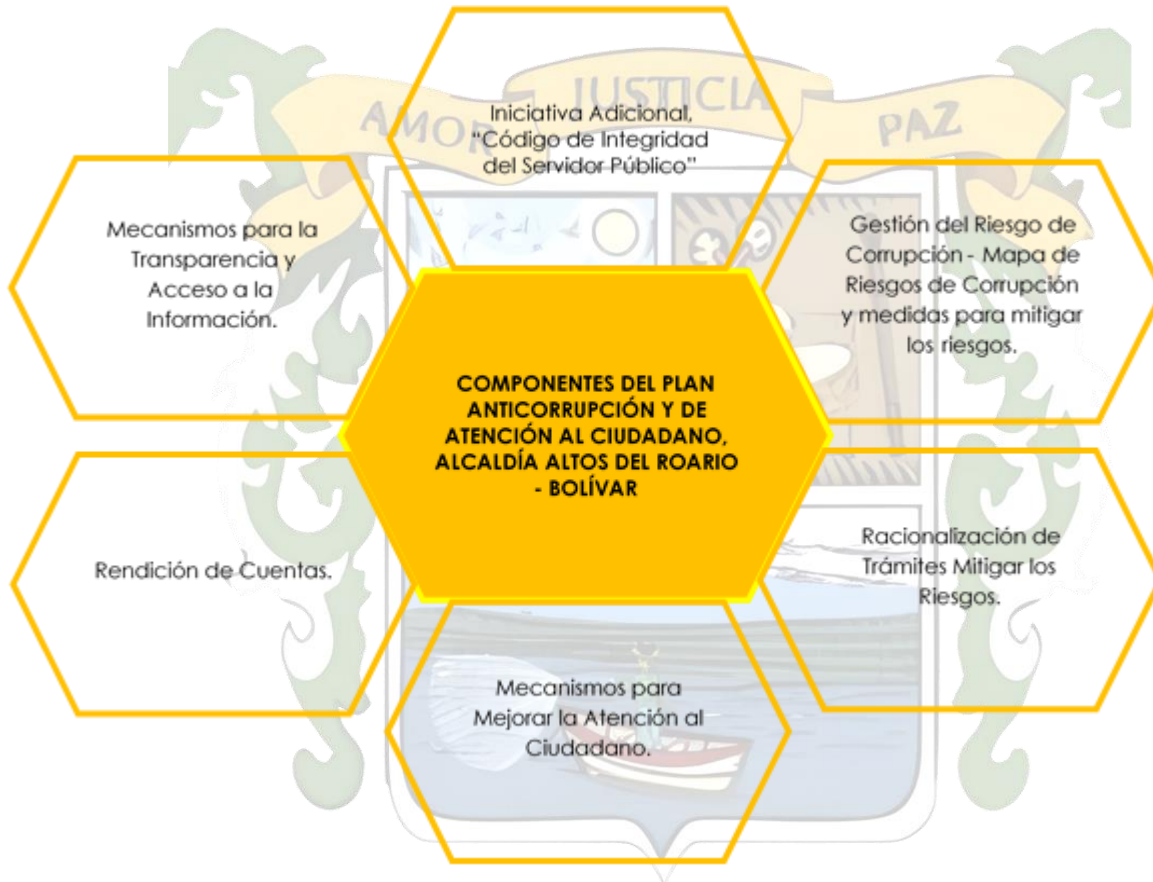 AMOR JUSTICIA PAZ
Iniciativa Adicional,
"Código de Integridad
del Servidor Público"
Mecanismos para la
Transparencia y
Acceso a la
Información.
Gestión del Riesgo de
Corrupción - Mapa de
Riesgos de Corrupción
y medidas para mitigar
los riesgos.
COMPONENTES DEL PLAN
ANTICORRUPCIÓN Y DE
ATENCIÓN AL CIUDADANO,
ALCALDÍA ALTOS DEL ROARIO
- BOLÍVAR
Rendición de Cuentas.
Racionalización de
Trámites Mitigar los
Riesgos.
Mecanismos para
Mejorar la Atención al
Ciudadano.